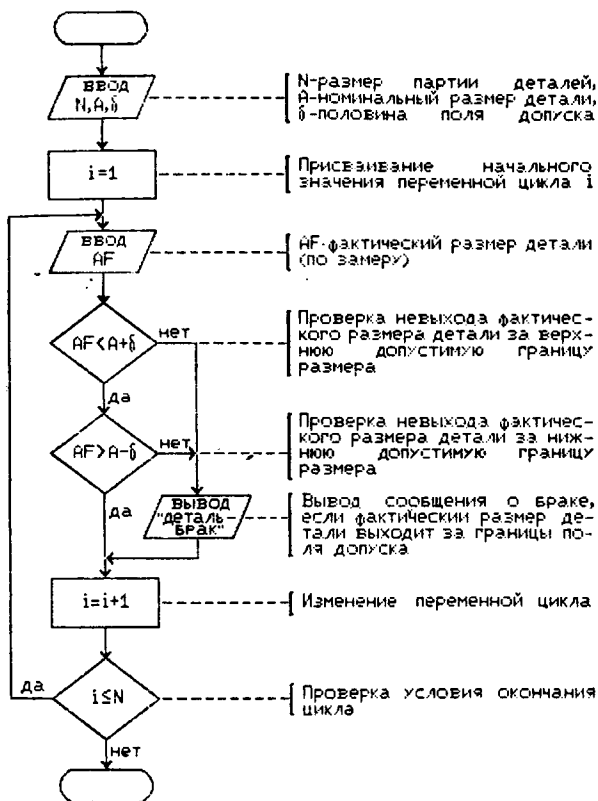 ВВОД
N,A,δ
N-размер партии деталей,
A-номинальный размер детали,
δ-половина поля допуска
i=1
Присваивание начального
значения переменной цикла i
ВВОД
AF
AF-фактический размер детали
(по замеру)
AF<A+δ
нет
Проверка невыхода фактичес-
кого размера детали за верх-
нюю допустимую границу
размера
да
AF>A-δ
нет
Проверка невыхода фактичес-
кого размера детали за ниж-
нюю допустимую границу
размера
да
ВЫВОД
"ДЕТАЛЬ-
БРАК"
Вывод сообщения о браке,
если фактический размер де-
тали выходит за границы по-
ля допуска
i=i+1
Изменение переменной цикла
да
i≤N
Проверка условия окончания
цикла
нет